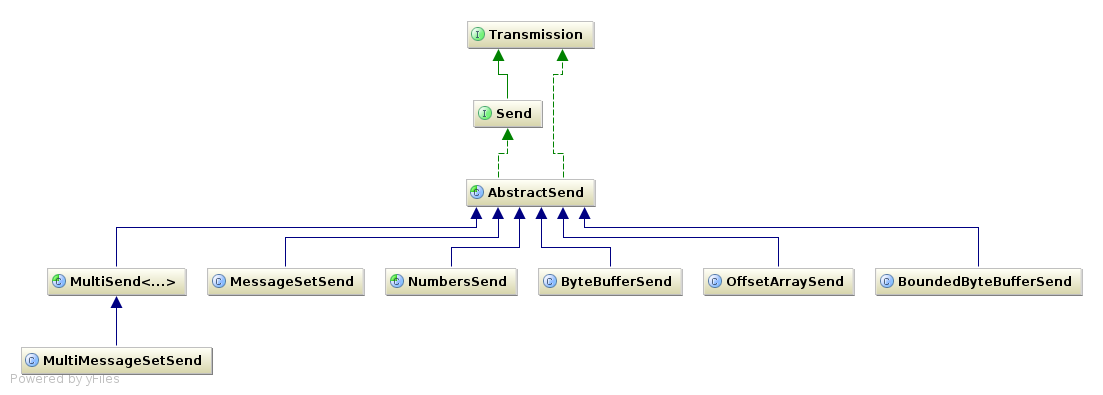 I Transmission
I Send
C AbstractSend
C MultiSend<...>
C MessageSetSend
C NumbersSend
C ByteBufferSend
C OffsetArraySend
C BoundedByteBufferSend
C MultiMessageSetSend
Powered by yFiles